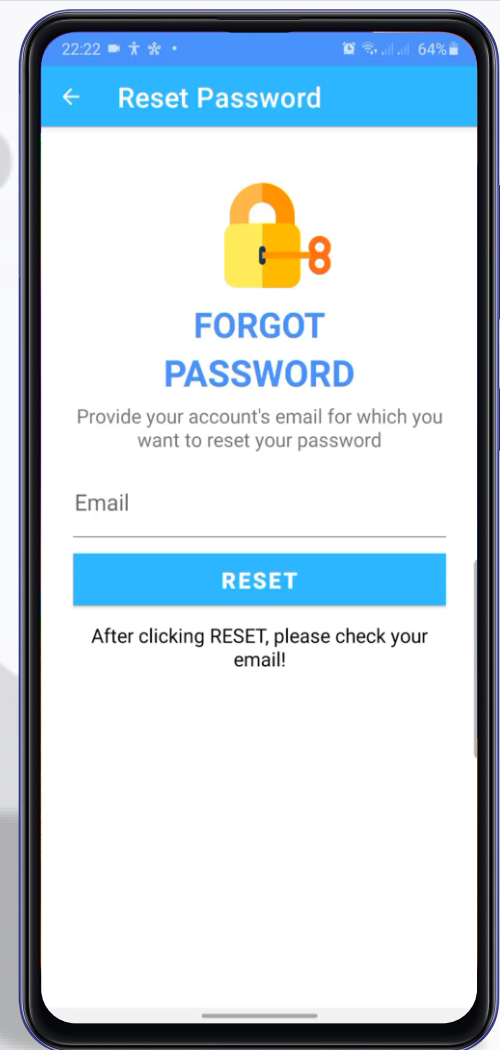 22:22 64%
Reset Password
FORGOT
PASSWORD
Provide your account's email for which you
want to reset your password
Email
RESET
After clicking RESET, please check your
email!